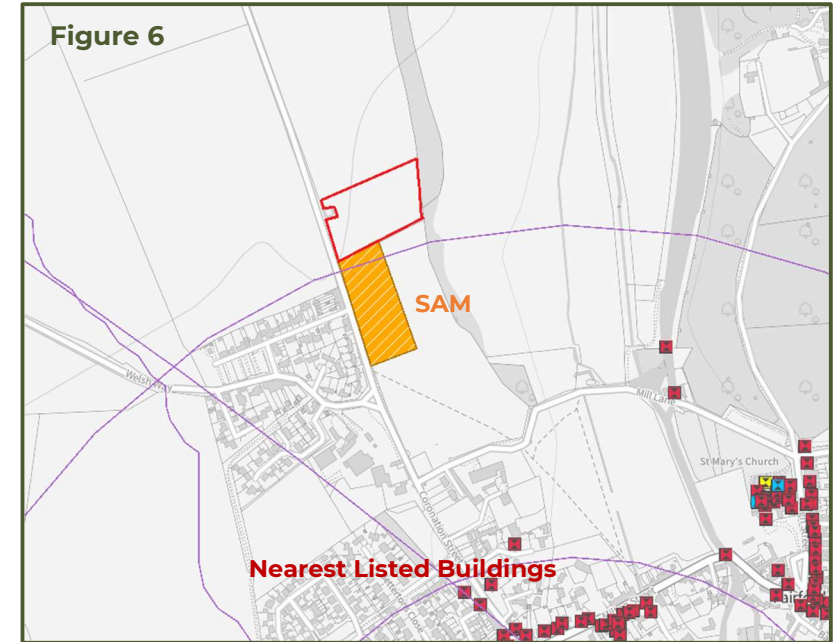 Figure 6
SAM
Welsh Way
Mill Lane
St Mary's Church
Coronation Street
Nearest Listed Buildings